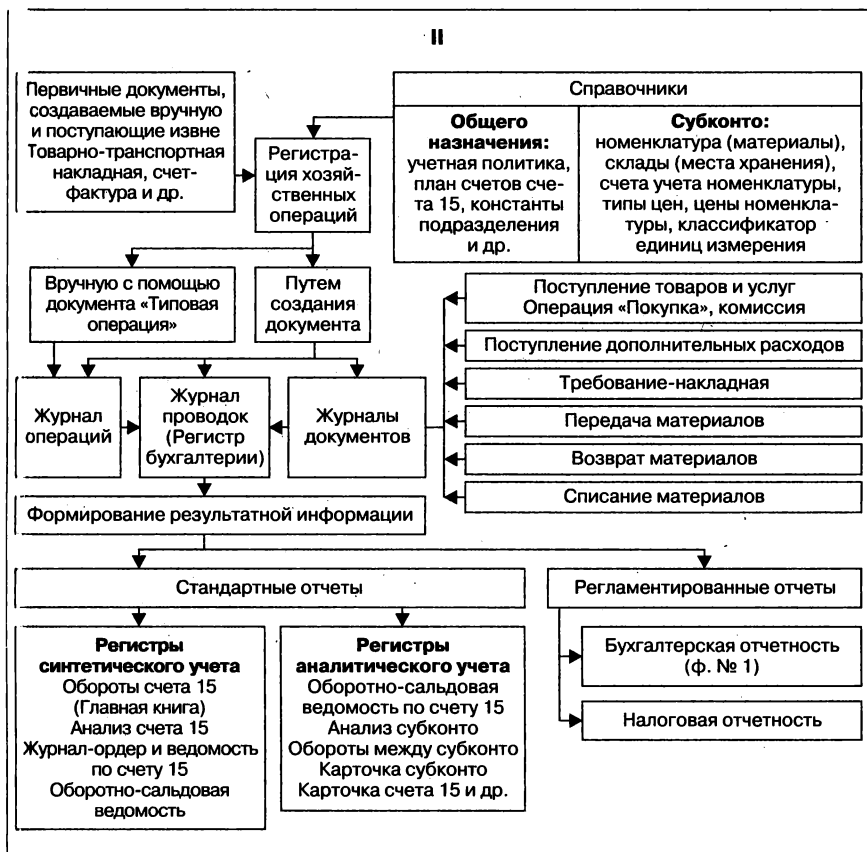 II
Первичные документы,
создаваемые вручную
и поступающие извне
Товарно-транспортная
накладная, счет-
фактура и др.
Регистра-
ция хозяй-
ственных
операций
Справочники
Общего
назначения:
учетная политика,
план счетов сче-
та 15, константы
подразделения
и др.
Субконто:
номенклатура (материалы),
склады (места хранения),
счета учета номенклатуры,
типы цен, цены номенкла-
туры, классификатор
единиц измерения
Вручную с помощью
документа «Типовая
операция»
Путем
создания
документа
Поступление товаров и услуг
Операция «Покупка», комиссия
Поступление дополнительных расходов
Требование-накладная
Передача материалов
Возврат материалов
Списание материалов
Журнал
операций
Журнал
проводок
(Регистр
бухгалтерии)
Журналы
документов
Формирование результатной информации
Стандартные отчеты
Регистры
синтетического учета
Обороты счета 15
(Главная книга)
Анализ счета 15
Журнал-ордер и ведомость
по счету 15
Оборотно-сальдовая
ведомость
Регистры
аналитического учета
Оборотно-сальдовая
ведомость по счету 15
Анализ субконто
Обороты между субконто
Карточка субконто
Карточка счета 15 и др.
Регламентированные отчеты
Бухгалтерская отчетность
(ф. № 1)
Налоговая отчетность